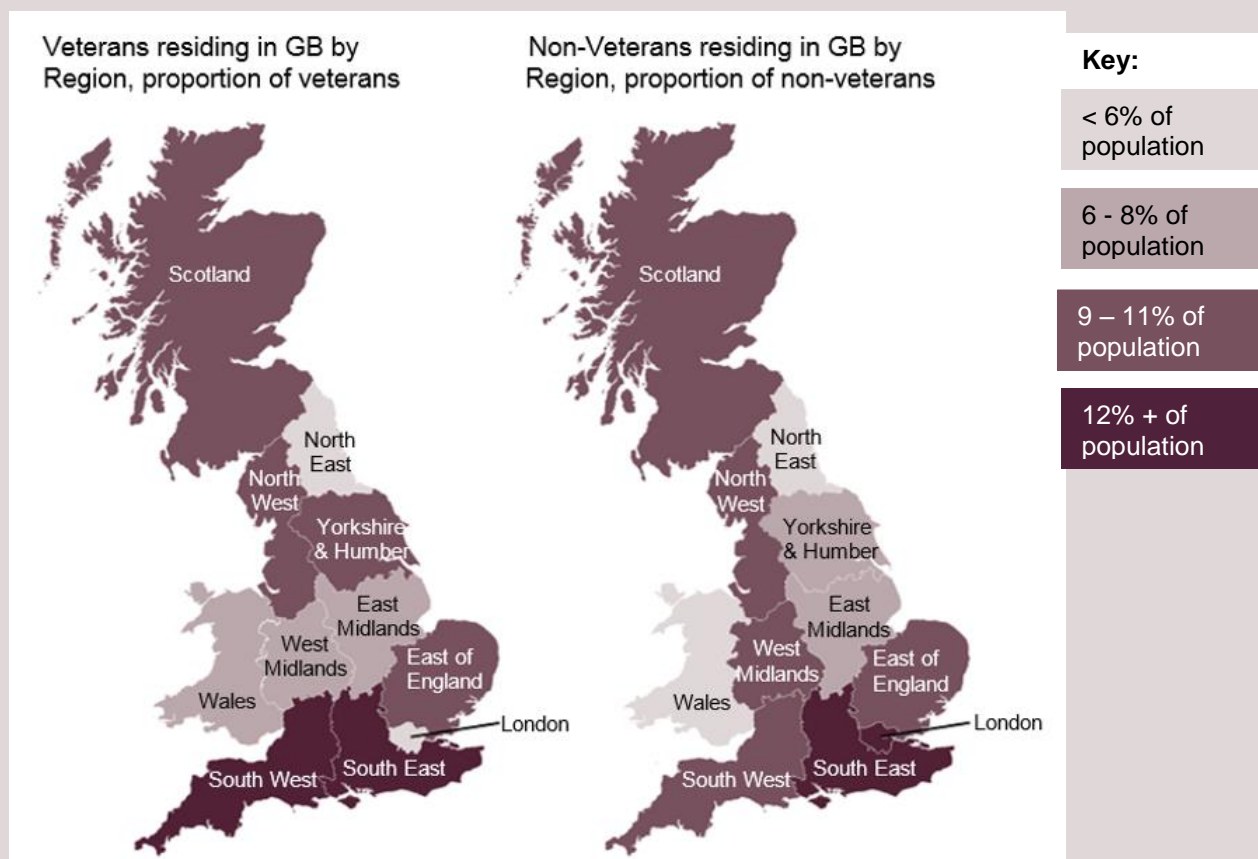 Veterans residing in GB by
Region, proportion of veterans
Scotland
North
East
North
West
Yorkshire
& Humber
East
Midlands
West
Midlands
East of
England
Wales
London
South West
South East
Non-Veterans residing in GB by
Region, proportion of non-veterans
Scotland
North
East
North
West
Yorkshire
& Humber
East
Midlands
West
Midlands
East of
England
Wales
London
South West
South East
Key:
< 6% of
population
6 - 8% of
population
9 – 11% of
population
12% + of
population